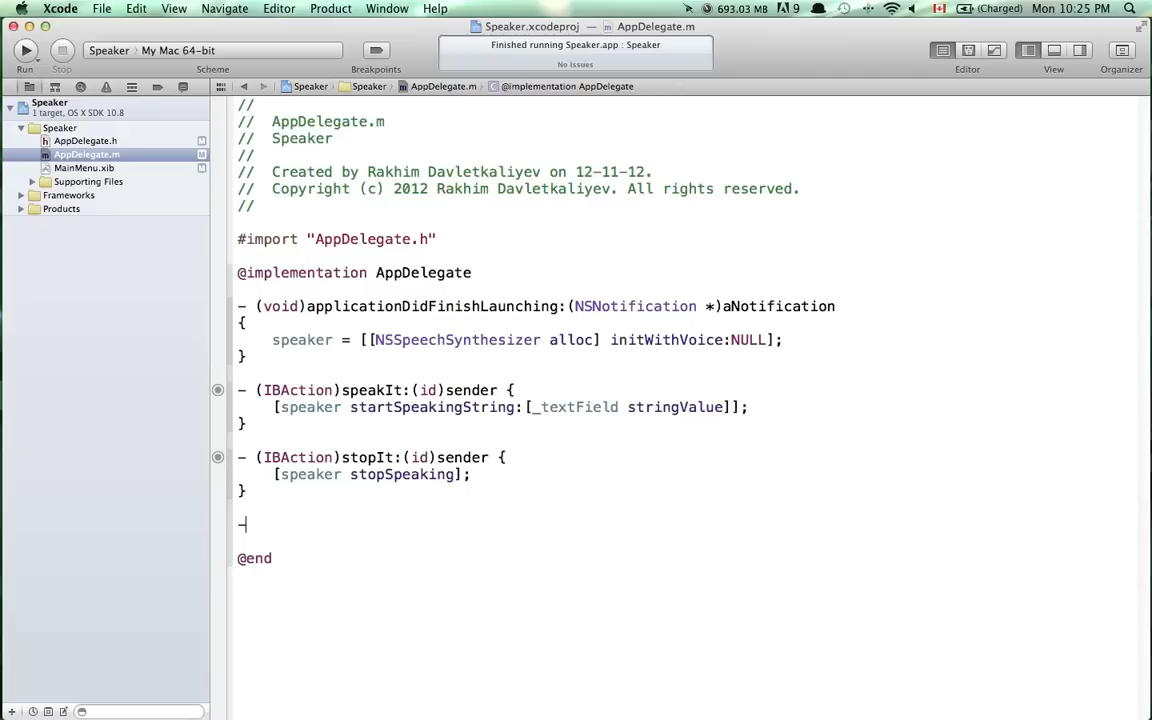 Xcode File Edit View Navigate Editor Product Window Help 693.03 MB 9 (Charged) Mon 10:25 PM
Speaker.xcodeproj — AppDelegate.m
Speaker My Mac 64-bit
Finished running Speaker.app : Speaker
No Issues
Run Stop Scheme Breakpoints Editor View Organizer
Speaker
1 target, OS X SDK 10.8
Speaker Speaker AppDelegate.m @implementation AppDelegate
Speaker
AppDelegate.h M
AppDelegate.m M
MainMenu.xib M
Supporting Files
Frameworks
Products
//
// AppDelegate.m
// Speaker
//
// Created by Rakhim Davletkaliyev on 12-11-12.
// Copyright (c) 2012 Rakhim Davletkaliyev. All rights reserved.
//
#import "AppDelegate.h"
@implementation AppDelegate
- (void)applicationDidFinishLaunching:(NSNotification *)aNotification
{
speaker = [[NSSpeechSynthesizer alloc] initWithVoice:NULL];
}
- (IBAction)speakIt:(id)sender {
[speaker startSpeakingString:[_textField stringValue]];
}
- (IBAction)stopIt:(id)sender {
[speaker stopSpeaking];
}
-
@end